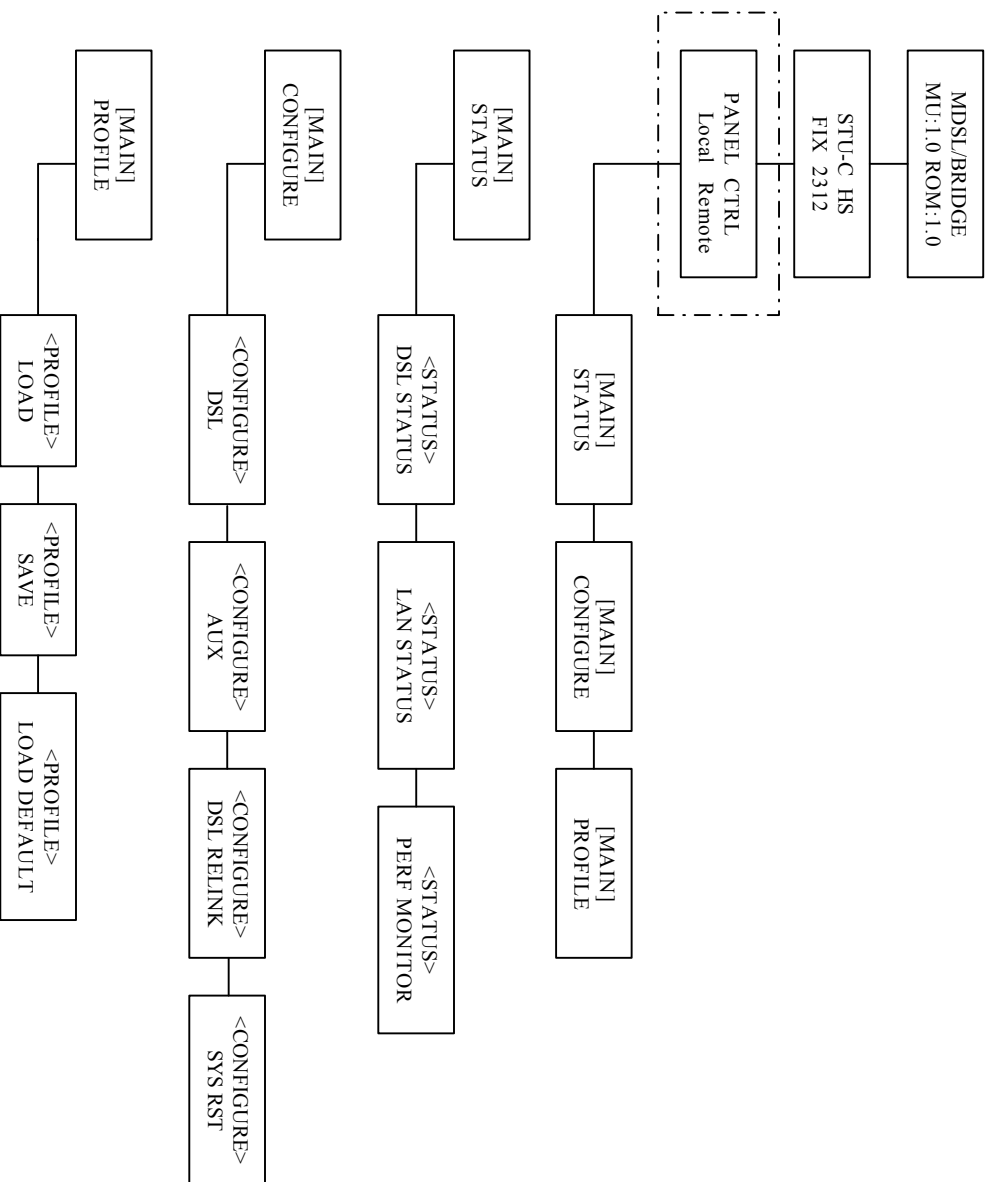 MDSL/BRIDGE
MU:1.0 ROM:1.0
STU-C HS
FIX 2312
PANEL CTRL
Local Remote
[MAIN]
STATUS
[MAIN]
CONFIGURE
[MAIN]
PROFILE
[MAIN]
STATUS
<STATUS>
DSL STATUS
<STATUS>
LAN STATUS
<STATUS>
PERF MONITOR
[MAIN]
CONFIGURE
<CONFIGURE>
DSL
<CONFIGURE>
AUX
<CONFIGURE>
DSL RELINK
<CONFIGURE>
SYS RST
[MAIN]
PROFILE
<PROFILE>
LOAD
<PROFILE>
SAVE
<PROFILE>
LOAD DEFAULT